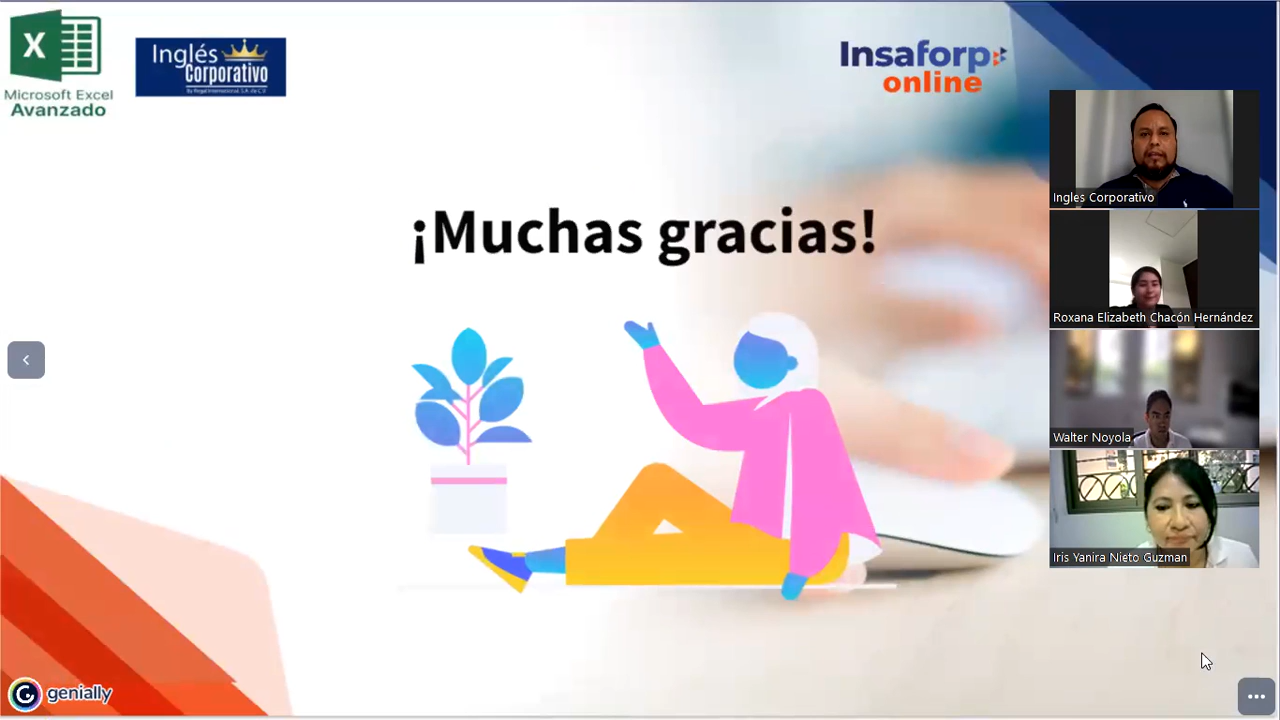 X
Microsoft Excel
Avanzado
Inglés
Corporativo
Insaforp
online
¡Muchas gracias!
Ingles Corporativo
Roxana Elizabeth Chacón Hernández
Walter Noyola
Iris Yanira Nieto Guzman
genially